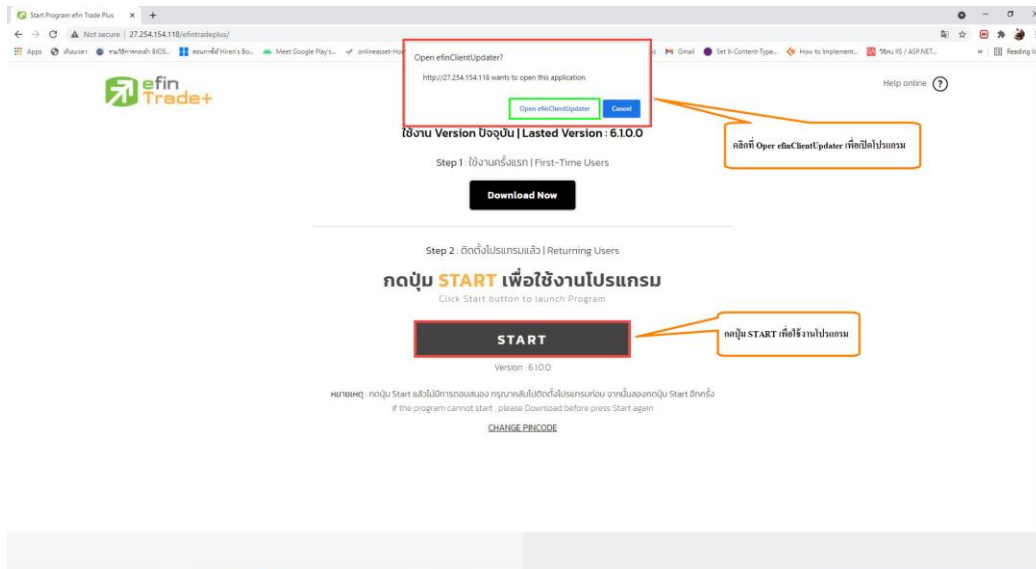 Start Program efin Trade Plus
Not secure | 27.254.154.118/efintradeplus/
Apps
Meet Google Play's...
Gmail
Set X-Content-Type...
How to Implement...
วิธีลบ IIS / ASP.NET...
Reading
Open efinClientUpdater?
http://27.254.154.118 wants to open this application.
Open efinClientUpdater
Cancel
efin
Trade+
Help online
ใช้งาน Version ปัจจุบัน | Lasted Version : 6.1.0.0
คลิกที่ Oper efinClientUpdater เพื่อเปิดโปรแกรม
Step 1 : ใช้งานครั้งแรก | First-Time Users
Download Now
Step 2 : ติดตั้งโปรแกรมแล้ว | Returning Users
กดปุ่ม START เพื่อใช้งานโปรแกรม
Click Start button to launch Program
START
กดปุ่ม START เพื่อใช้งานโปรแกรม
Version : 6.1.0.0
หมายเหตุ : กดปุ่ม Start แล้วไม่มีการตอบสนอง กรุณากลับไปติดตั้งโปรแกรมก่อน จากนั้นลองกดปุ่ม Start อีกครั้ง
If the program cannot start , please Download before press Start again
CHANGE PINCODE